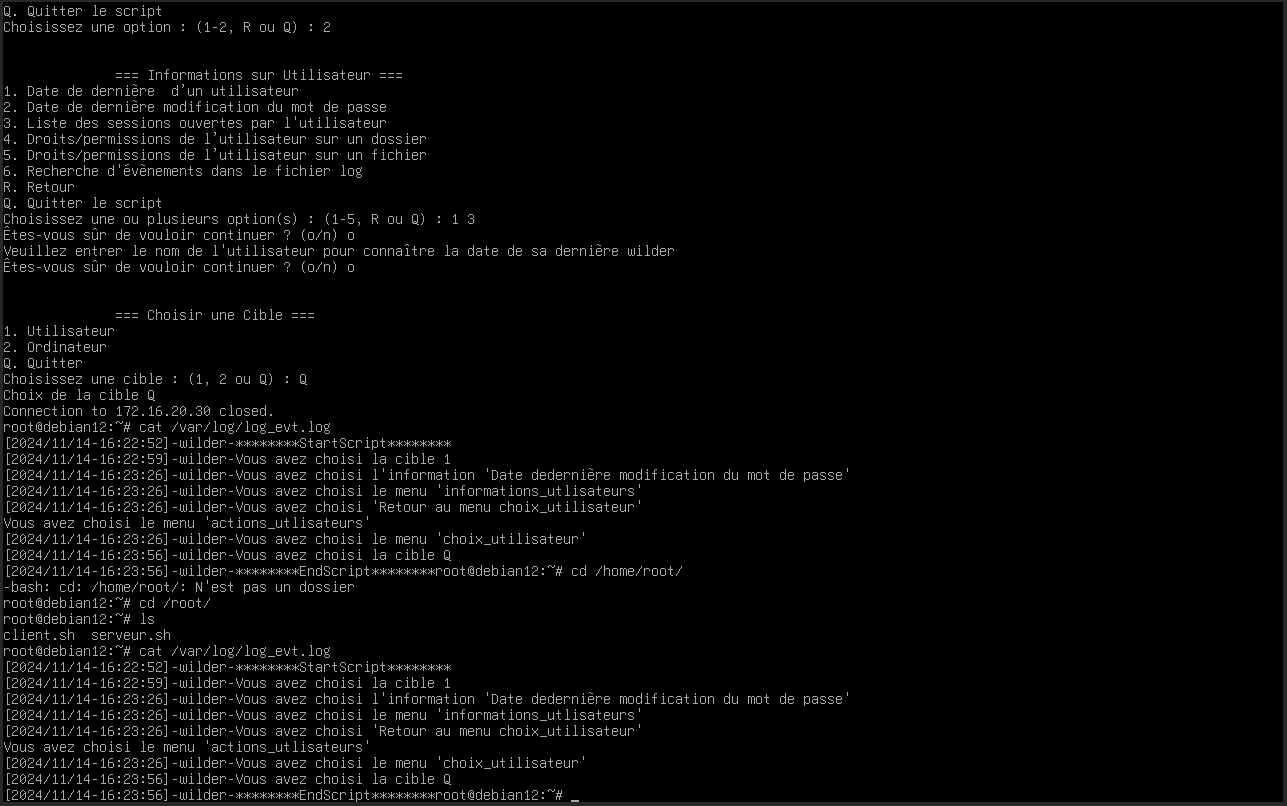 Q. Quitter le script
Choisissez une option : (1-2, R ou Q) : 2
=== Informations sur Utilisateur ===
1. Date de dernière  d’un utilisateur
2. Date de dernière modification du mot de passe
3. Liste des sessions ouvertes par l'utilisateur
4. Droits/permissions de l’utilisateur sur un dossier
5. Droits/permissions de l’utilisateur sur un fichier
6. Recherche d'évènements dans le fichier log
R. Retour
Q. Quitter le script
Choisissez une ou plusieurs option(s) : (1-5, R ou Q) : 1 3
Êtes-vous sûr de vouloir continuer ? (o/n) o
Veuillez entrer le nom de l'utilisateur pour connaître la date de sa dernière wilder
Êtes-vous sûr de vouloir continuer ? (o/n) o
=== Choisir une Cible ===
1. Utilisateur
2. Ordinateur
Q. Quitter
Choisissez une cible : (1, 2 ou Q) : Q
Choix de la cible Q
Connection to 172.16.20.30 closed.
root@debian12:~# cat /var/log/log_evt.log
[2024/11/14-16:22:52]-wilder-********StartScript********
[2024/11/14-16:22:59]-wilder-Vous avez choisi la cible 1
[2024/11/14-16:23:26]-wilder-Vous avez choisi l'information 'Date dedernière modification du mot de passe'
[2024/11/14-16:23:26]-wilder-Vous avez choisi le menu 'informations_utlisateurs'
[2024/11/14-16:23:26]-wilder-Vous avez choisi 'Retour au menu choix_utilisateur'
Vous avez choisi le menu 'actions_utlisateurs'
[2024/11/14-16:23:26]-wilder-Vous avez choisi le menu 'choix_utilisateur'
[2024/11/14-16:23:56]-wilder-Vous avez choisi la cible Q
[2024/11/14-16:23:56]-wilder-********EndScript********root@debian12:~# cd /home/root/
-bash: cd: /home/root/: N'est pas un dossier
root@debian12:~# cd /root/
root@debian12:~# ls
client.sh  serveur.sh
root@debian12:~# cat /var/log/log_evt.log
[2024/11/14-16:22:52]-wilder-********StartScript********
[2024/11/14-16:22:59]-wilder-Vous avez choisi la cible 1
[2024/11/14-16:23:26]-wilder-Vous avez choisi l'information 'Date dedernière modification du mot de passe'
[2024/11/14-16:23:26]-wilder-Vous avez choisi le menu 'informations_utlisateurs'
[2024/11/14-16:23:26]-wilder-Vous avez choisi 'Retour au menu choix_utilisateur'
Vous avez choisi le menu 'actions_utlisateurs'
[2024/11/14-16:23:26]-wilder-Vous avez choisi le menu 'choix_utilisateur'
[2024/11/14-16:23:56]-wilder-Vous avez choisi la cible Q
[2024/11/14-16:23:56]-wilder-********EndScript********root@debian12:~# _